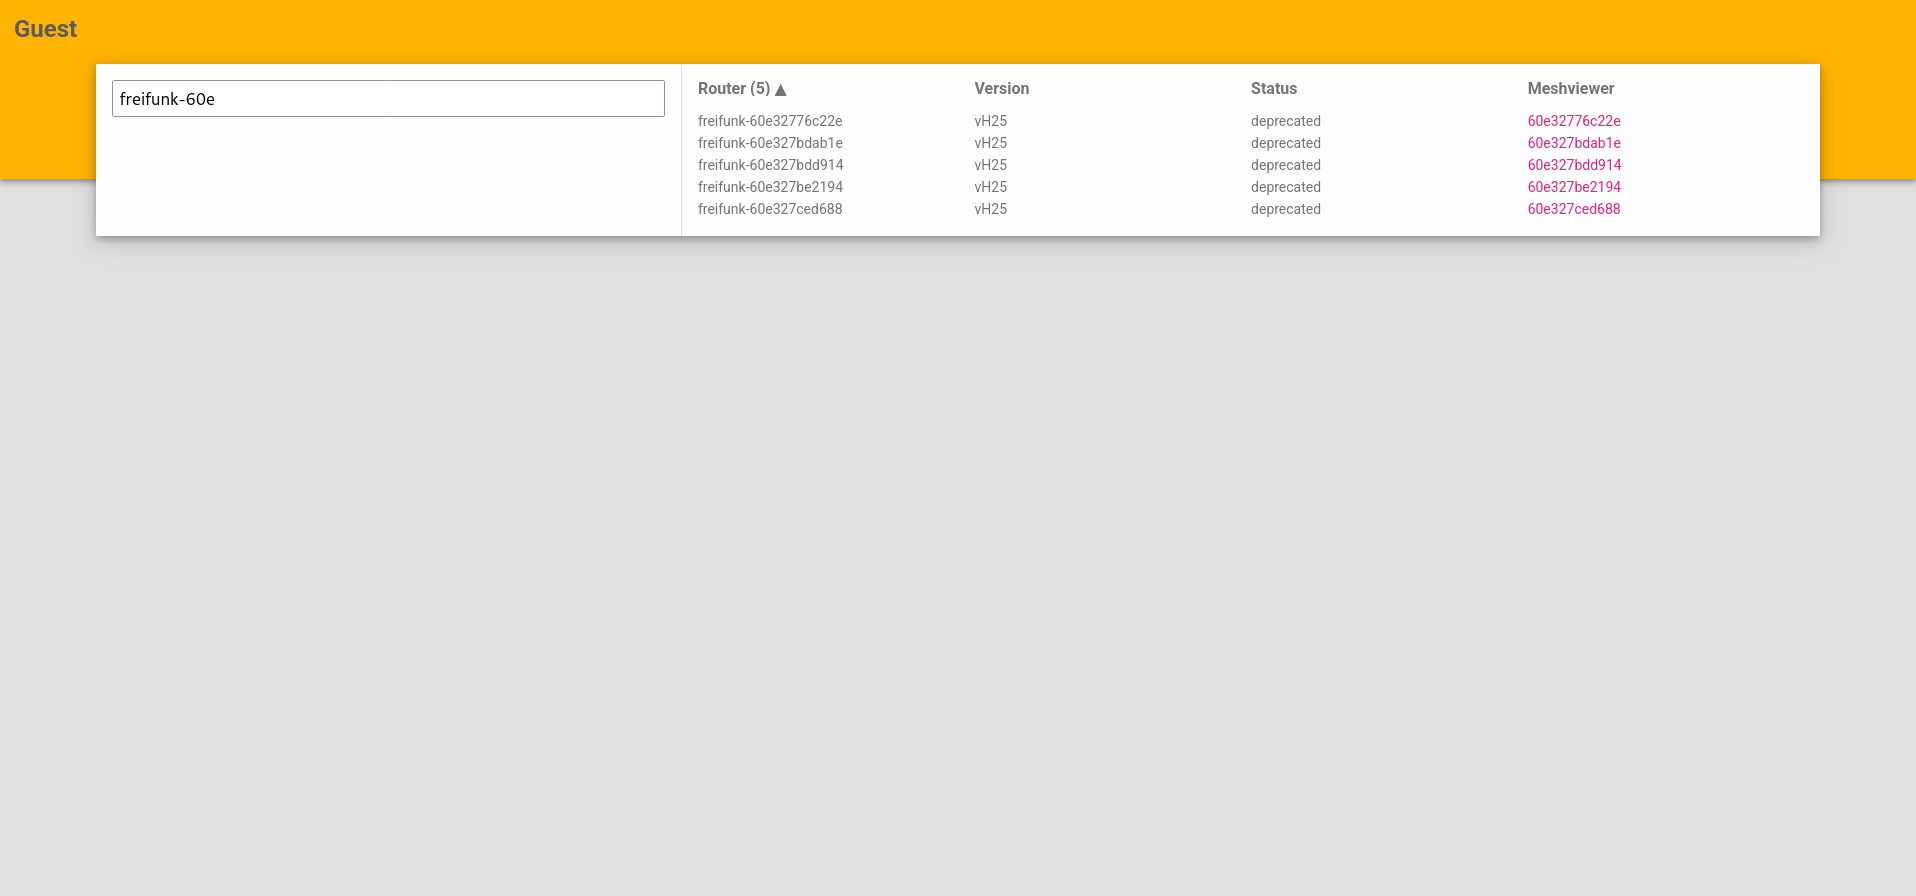 Guest
freifunk-60e
Router (5) ▲ Version Status Meshviewer
freifunk-60e32776c22e vH25 deprecated 60e32776c22e
freifunk-60e327bdab1e vH25 deprecated 60e327bdab1e
freifunk-60e327bdd914 vH25 deprecated 60e327bdd914
freifunk-60e327be2194 vH25 deprecated 60e327be2194
freifunk-60e327ced688 vH25 deprecated 60e327ced688